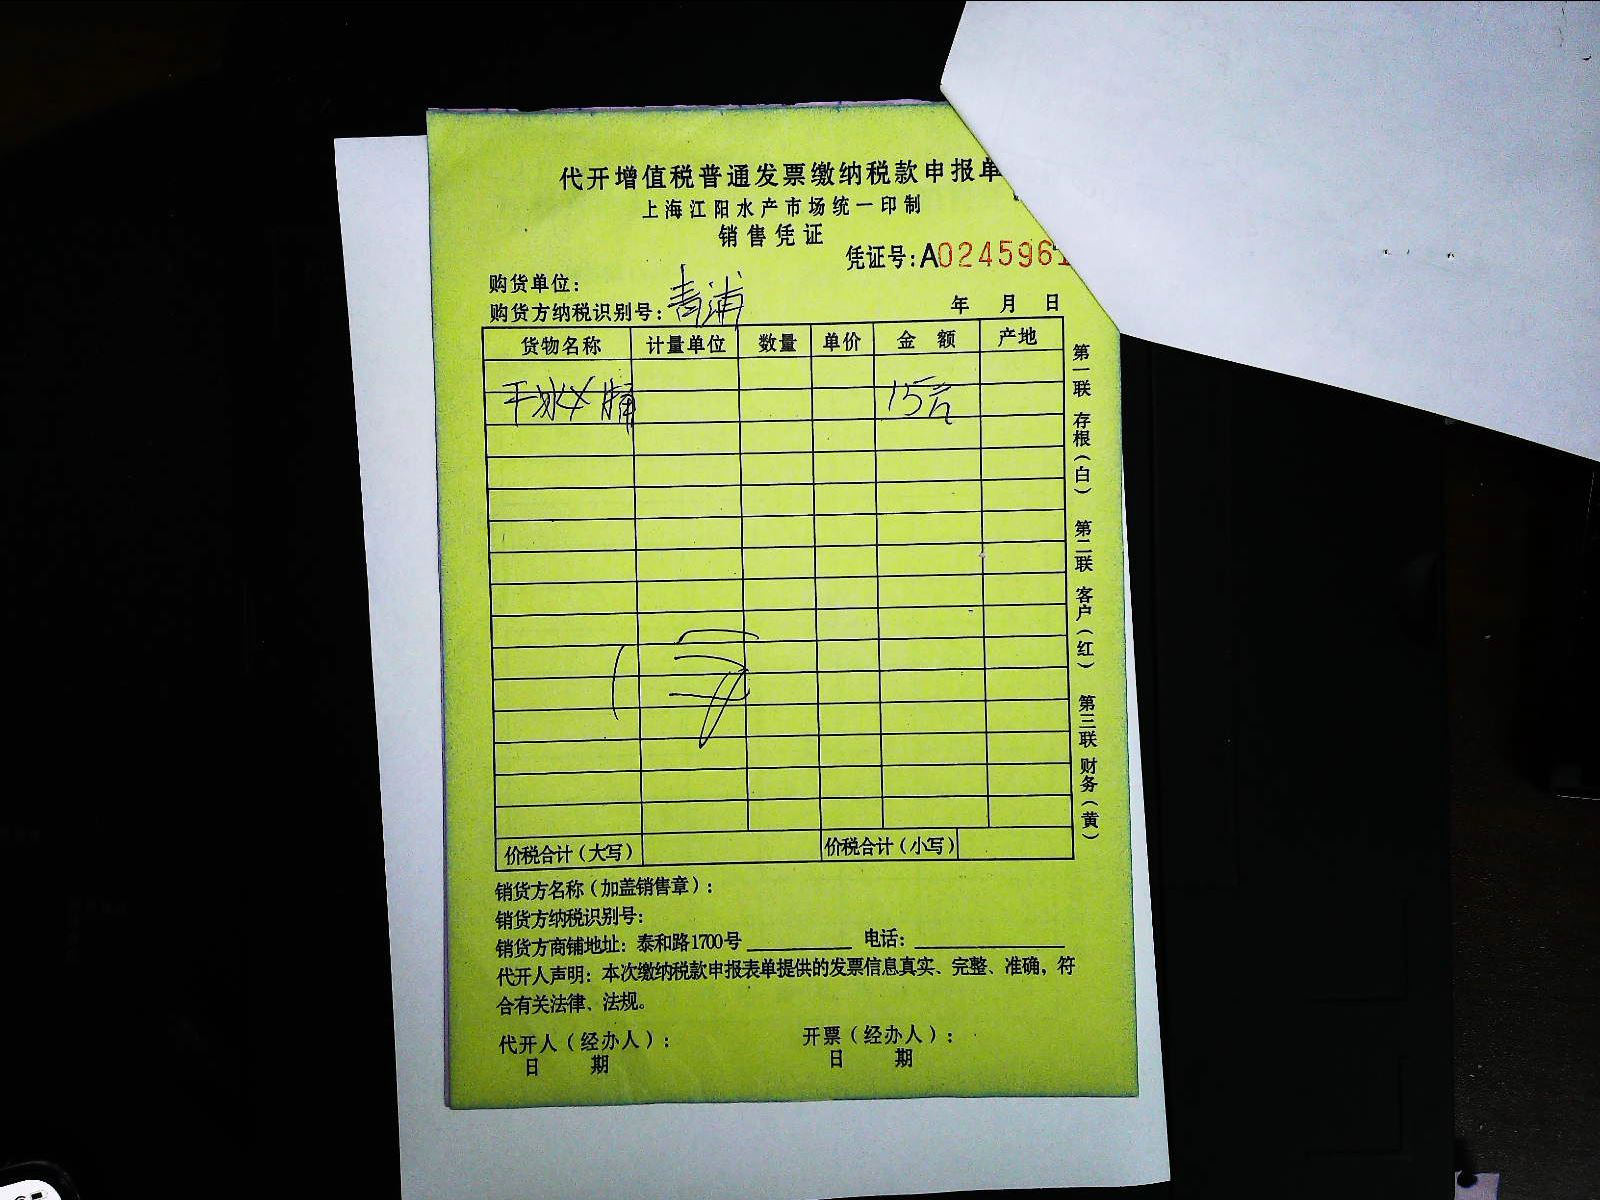 代开增值税普通发票缴纳税款申报单
上海江阳水产市场统一印制
销售凭证
凭证号:A0245961
购货单位:
购货方纳税识别号: 青浦
年 月 日
货物名称 计量单位 数量 单价 金 额 产地
干冰 15元
价税合计(大写) 价税合计(小写)
销货方名称(加盖销售章):
销货方纳税识别号:
销货方商铺地址: 泰和路1700号 电话:
代开人声明: 本次缴纳税款申报表单提供的发票信息真实、完整、准确,符
合有关法律、法规。
代开人(经办人): 开票(经办人):
日 期 日 期
第一联 存根(白) 第二联 客户(红) 第三联 财务(黄)